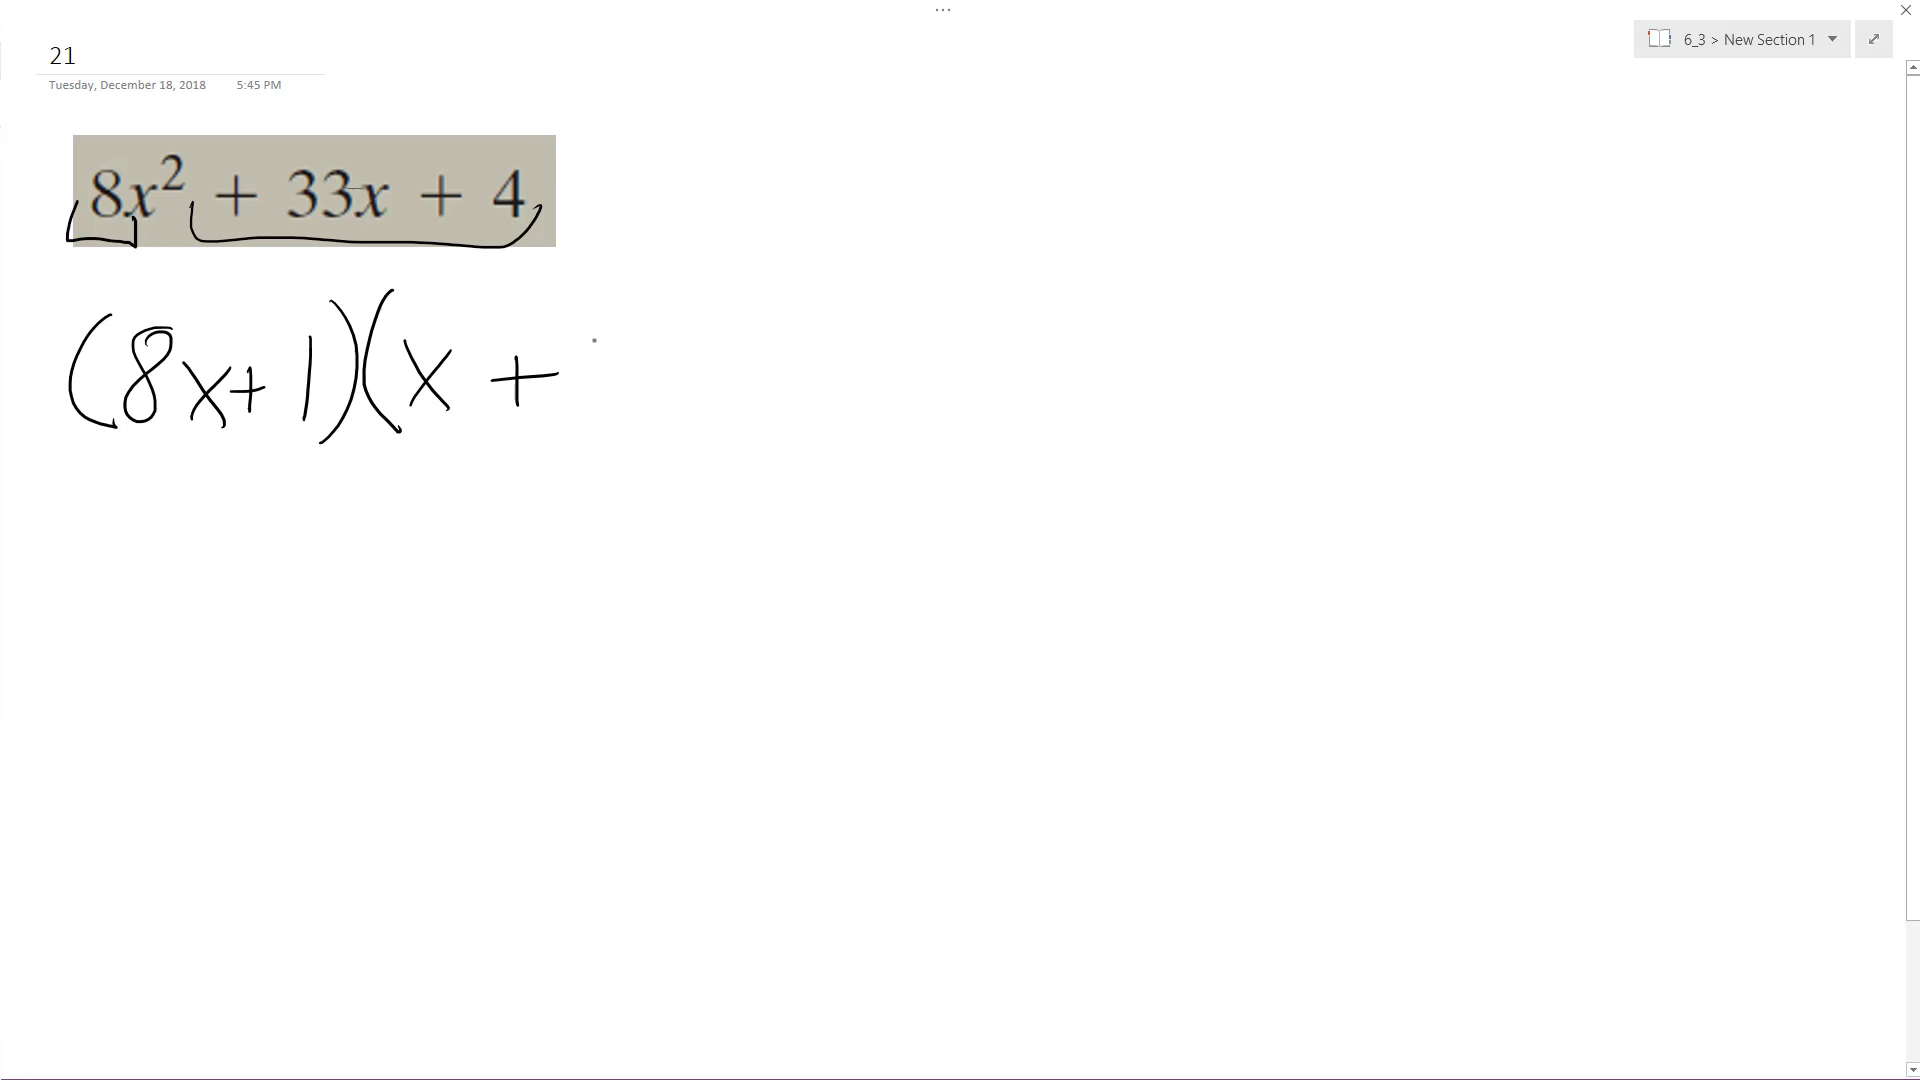 ...
6_3 > New Section 1
21
Tuesday, December 18, 2018 5:45 PM
8x² + 33x + 4
(8x+1)(x +